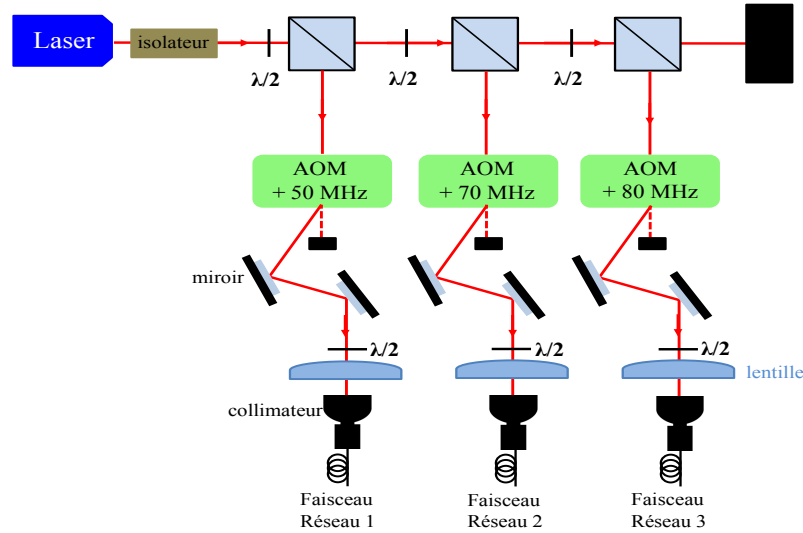 Laser
isolateur
λ/2
λ/2
λ/2
AOM
+ 50 MHz
AOM
+ 70 MHz
AOM
+ 80 MHz
miroir
λ/2
λ/2
λ/2
lentille
collimateur
Faisceau
Réseau 1
Faisceau
Réseau 2
Faisceau
Réseau 3